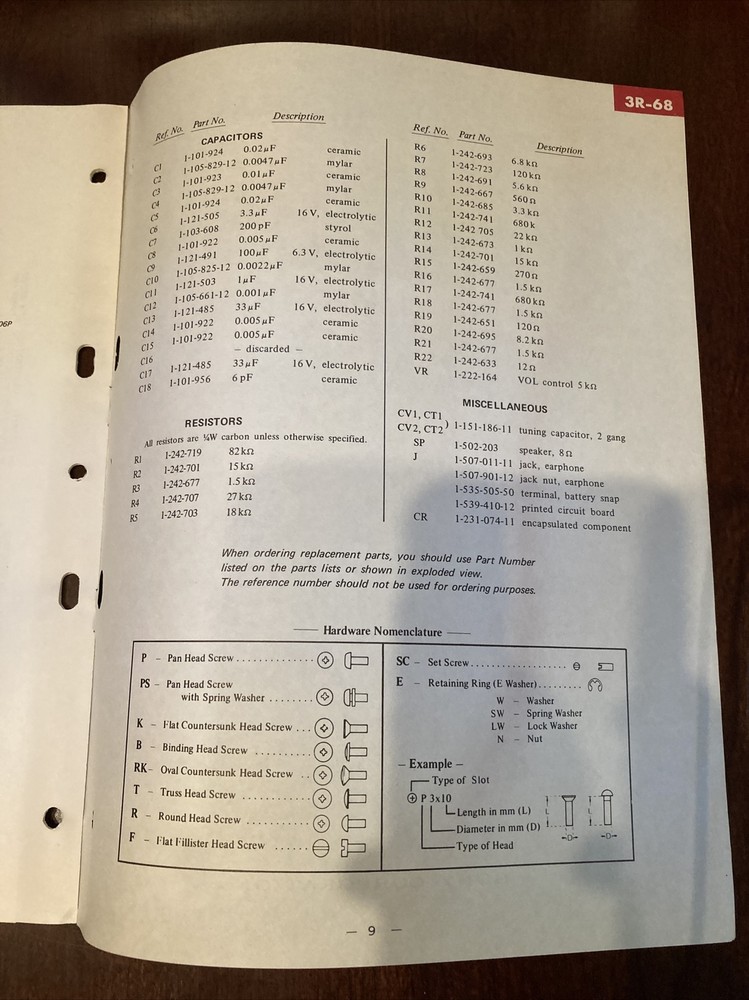 3R-68
Ref. No. Part No. Description
CAPACITORS
C1 1-101-924 0.02µF ceramic
C2 1-105-829-12 0.0047µF mylar
C3 1-101-923 0.01µF ceramic
C4 1-105-829-12 0.0047µF mylar
C5 1-101-924 0.02µF ceramic
C6 1-121-505 3.3µF 16V, electrolytic
C7 1-103-608 200pF styrol
C8 1-101-922 0.005µF ceramic
C9 1-121-491 100µF 6.3V, electrolytic
C10 1-105-825-12 0.0022µF mylar
C11 1-121-503 1µF 16V, electrolytic
C12 1-105-661-12 0.001µF mylar
C13 1-121-485 33µF 16V, electrolytic
C14 1-101-922 0.005µF ceramic
C15 1-101-922 0.005µF ceramic
C16 – discarded –
C17 1-121-485 33µF 16V, electrolytic
C18 1-101-956 6pF ceramic
RESISTORS
All resistors are ¼W carbon unless otherwise specified.
R1 1-242-719 82kΩ
R2 1-242-701 15kΩ
R3 1-242-677 1.5kΩ
R4 1-242-707 27kΩ
R5 1-242-703 18kΩ
Ref. No. Part No. Description
R6 1-242-693 6.8kΩ
R7 1-242-723 120kΩ
R8 1-242-691 5.6kΩ
R9 1-242-667 560Ω
R10 1-242-685 3.3kΩ
R11 1-242-741 680k
R12 1-242 705 22kΩ
R13 1-242-673 1kΩ
R14 1-242-701 15kΩ
R15 1-242-659 270Ω
R16 1-242-677 1.5kΩ
R17 1-242-741 680kΩ
R18 1-242-677 1.5kΩ
R19 1-242-651 120Ω
R20 1-242-695 8.2kΩ
R21 1-242-677 1.5kΩ
R22 1-242-633 12Ω
VR 1-222-164 VOL control 5kΩ
MISCELLANEOUS
CV1, CT1
CV2, CT2 ) 1-151-186-11 tuning capacitor, 2 gang
SP 1-502-203 speaker, 8Ω
J 1-507-011-11 jack, earphone
1-507-901-12 jack nut, earphone
1-535-505-50 terminal, battery snap
1-539-410-12 printed circuit board
CR 1-231-074-11 encapsulated component
When ordering replacement parts, you should use Part Number
listed on the parts lists or shown in exploded view.
The reference number should not be used for ordering purposes.
Hardware Nomenclature
P – Pan Head Screw
PS – Pan Head Screw
with Spring Washer
K – Flat Countersunk Head Screw
B – Binding Head Screw
RK– Oval Countersunk Head Screw
T – Truss Head Screw
R – Round Head Screw
F – Flat Fillister Head Screw
SC – Set Screw
E – Retaining Ring (E Washer)
W – Washer
SW – Spring Washer
LW – Lock Washer
N – Nut
– Example –
Type of Slot
⊕ P 3x10
Length in mm (L)
Diameter in mm (D)
Type of Head
L L
D D
— 9 —